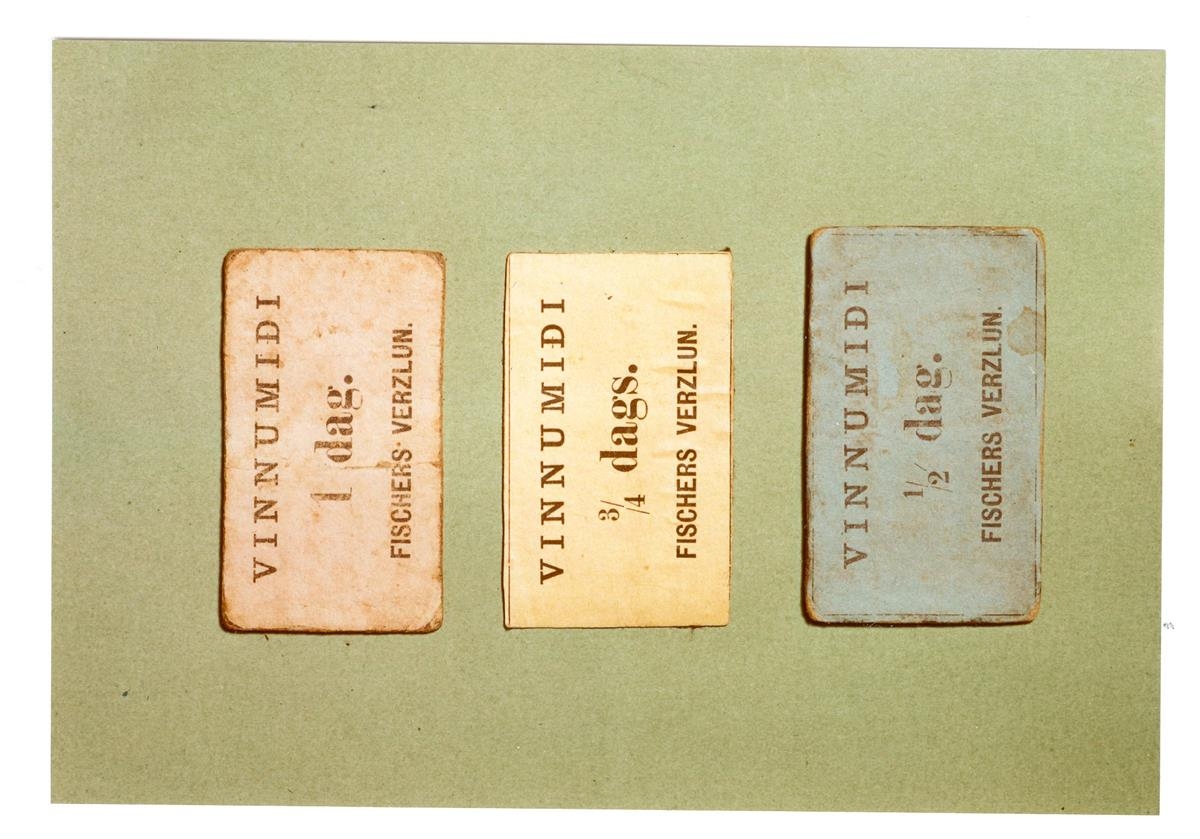 VINNUMIÐI
1 dag.
FISCHERS VERZLUN.
VINNUMIÐI
3/4 dags.
FISCHERS VERZLUN.
VINNUMIÐI
1/2 dag.
FISCHERS VERZLUN.